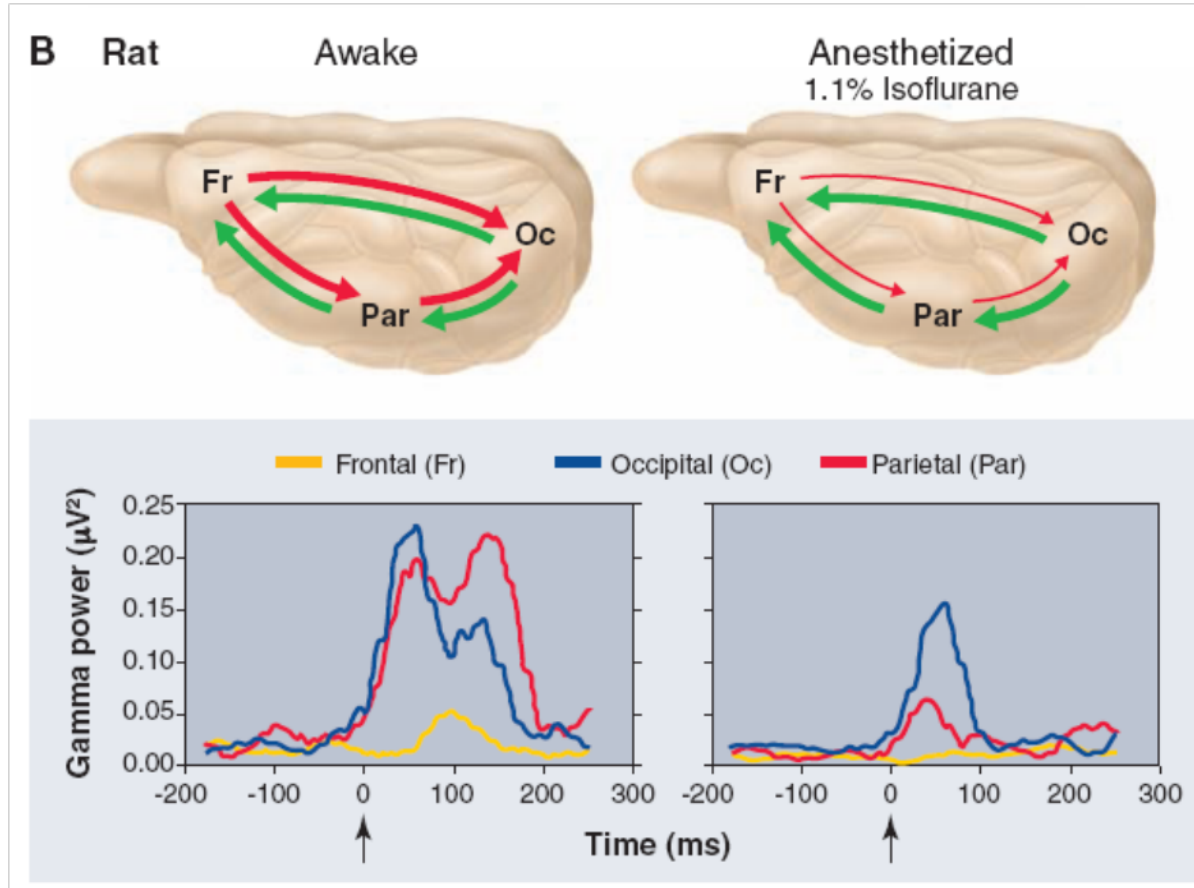 B Rat Awake Anesthetized
1.1% Isoflurane
Fr
Oc
Par
Fr
Oc
Par
Frontal (Fr) Occipital (Oc) Parietal (Par)
Gamma power (μV²)
0.25
0.20
0.15
0.10
0.05
0.00
-200 -100 0 100 200 300 -200 -100 0 100 200 300
Time (ms)